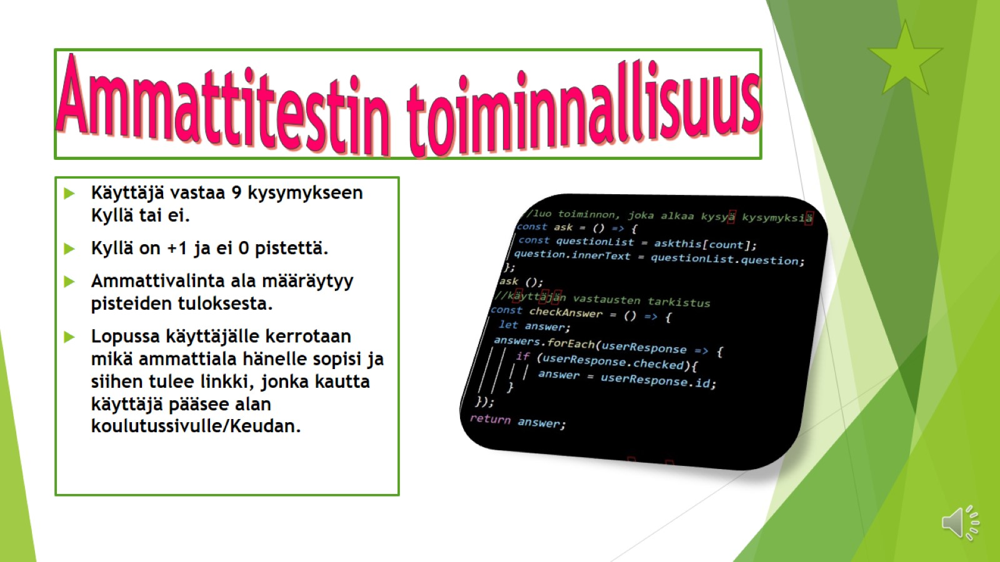 Ammattitestin toiminnallisuus
Käyttäjä vastaa 9 kysymykseen
Kyllä tai ei.
Kyllä on +1 ja ei 0 pistettä.
Ammattivalinta ala määräytyy
pisteiden tuloksesta.
Lopussa käyttäjälle kerrotaan
mikä ammattiala hänelle sopisi ja
siihen tulee linkki, jonka kautta
käyttäjä pääsee alan
koulutussivulle/Keudan.
//luo toiminnon, joka alkaa kysyä kysymyksiä
const ask = () => {
const questionList = askthis[count];
question.innerText = questionList.question;
};
ask ();
//käyttäjän vastausten tarkistus
const checkAnswer = () => {
let answer;
answers.forEach(userResponse => {
if (userResponse.checked){
answer = userResponse.id;
}
});
return answer;